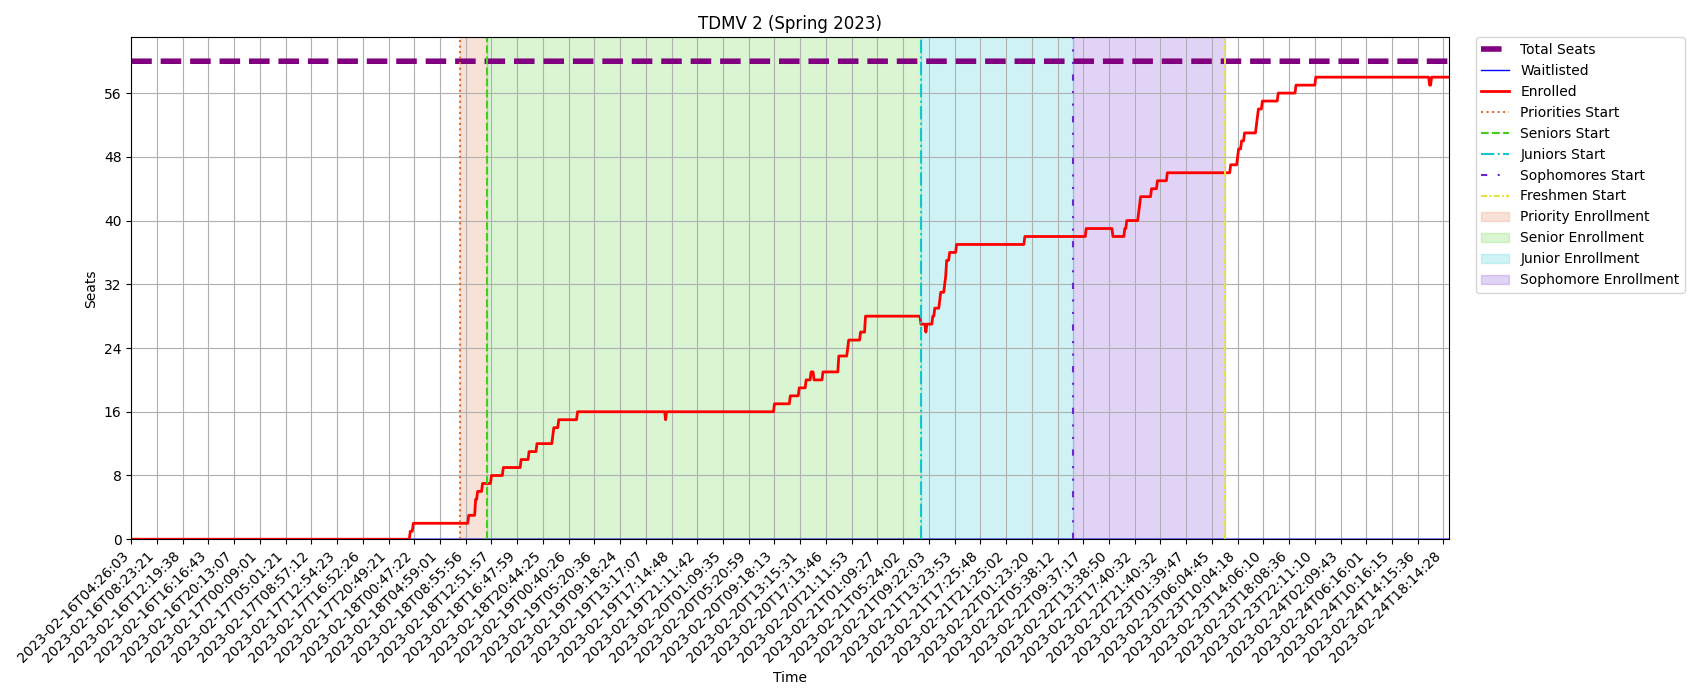 TDMV 2 (Spring 2023)
Seats
56
48
40
32
24
16
8
0
2023-02-16T04:26:03
2023-02-16T08:23:21
2023-02-16T12:19:38
2023-02-16T16:16:43
2023-02-16T20:13:07
2023-02-17T00:09:01
2023-02-17T05:01:21
2023-02-17T08:57:12
2023-02-17T12:54:23
2023-02-17T16:52:26
2023-02-17T20:49:21
2023-02-18T00:47:22
2023-02-18T04:59:01
2023-02-18T08:55:56
2023-02-18T12:51:57
2023-02-18T16:47:59
2023-02-18T20:44:25
2023-02-19T00:40:26
2023-02-19T05:20:36
2023-02-19T09:18:24
2023-02-19T13:17:07
2023-02-19T17:14:48
2023-02-19T21:11:42
2023-02-20T01:09:35
2023-02-20T05:20:59
2023-02-20T09:18:13
2023-02-20T13:15:31
2023-02-20T17:13:46
2023-02-20T21:11:53
2023-02-21T01:09:27
2023-02-21T05:24:02
2023-02-21T09:22:03
2023-02-21T13:23:53
2023-02-21T17:25:48
2023-02-21T21:25:02
2023-02-22T01:23:20
2023-02-22T05:38:12
2023-02-22T09:37:17
2023-02-22T13:38:50
2023-02-22T17:40:32
2023-02-22T21:40:32
2023-02-23T01:39:47
2023-02-23T06:04:45
2023-02-23T10:04:18
2023-02-23T14:06:10
2023-02-23T18:08:36
2023-02-23T22:11:10
2023-02-24T02:09:43
2023-02-24T06:16:01
2023-02-24T10:16:15
2023-02-24T14:15:36
2023-02-24T18:14:28
Time
Total Seats
Waitlisted
Enrolled
Priorities Start
Seniors Start
Juniors Start
Sophomores Start
Freshmen Start
Priority Enrollment
Senior Enrollment
Junior Enrollment
Sophomore Enrollment